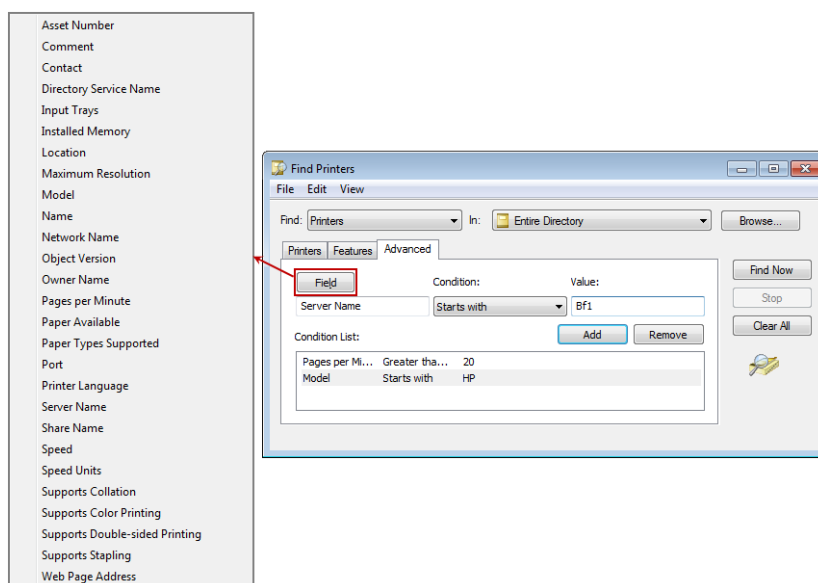 Asset Number
Comment
Contact
Directory Service Name
Input Trays
Installed Memory
Location
Maximum Resolution
Model
Name
Network Name
Object Version
Owner Name
Pages per Minute
Paper Available
Paper Types Supported
Port
Printer Language
Server Name
Share Name
Speed
Speed Units
Supports Collation
Supports Color Printing
Supports Double-sided Printing
Supports Stapling
Web Page Address
Find Printers
File Edit View
Find: Printers In: Entire Directory Browse...
Printers Features Advanced
Field Condition: Value:
Server Name Starts with Bf1
Condition List: Add Remove
Pages per Mi... Greater tha... 20
Model Starts with HP
Find Now
Stop
Clear All